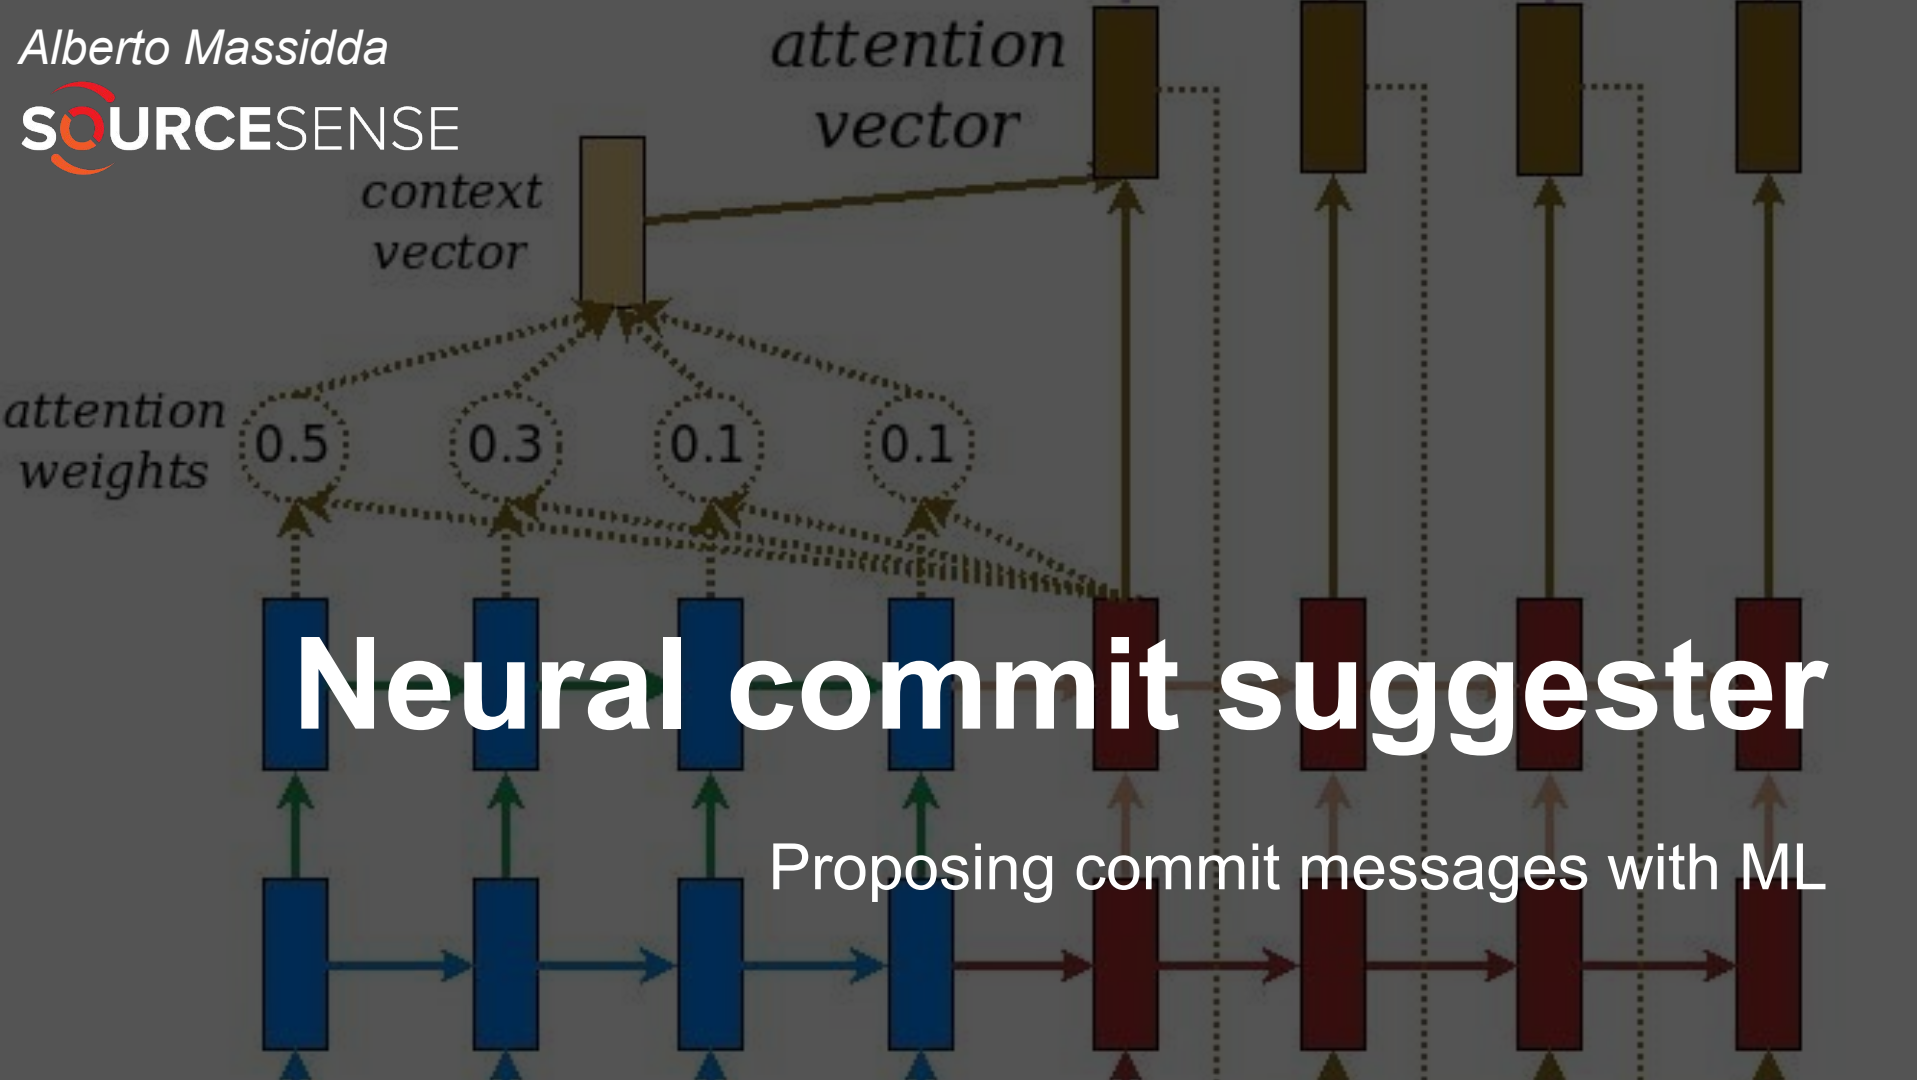 Alberto Massidda
SOURCESENSE
attention
vector
context
vector
attention
weights
0.5 0.3 0.1 0.1
Neural commit suggester
Proposing commit messages with ML